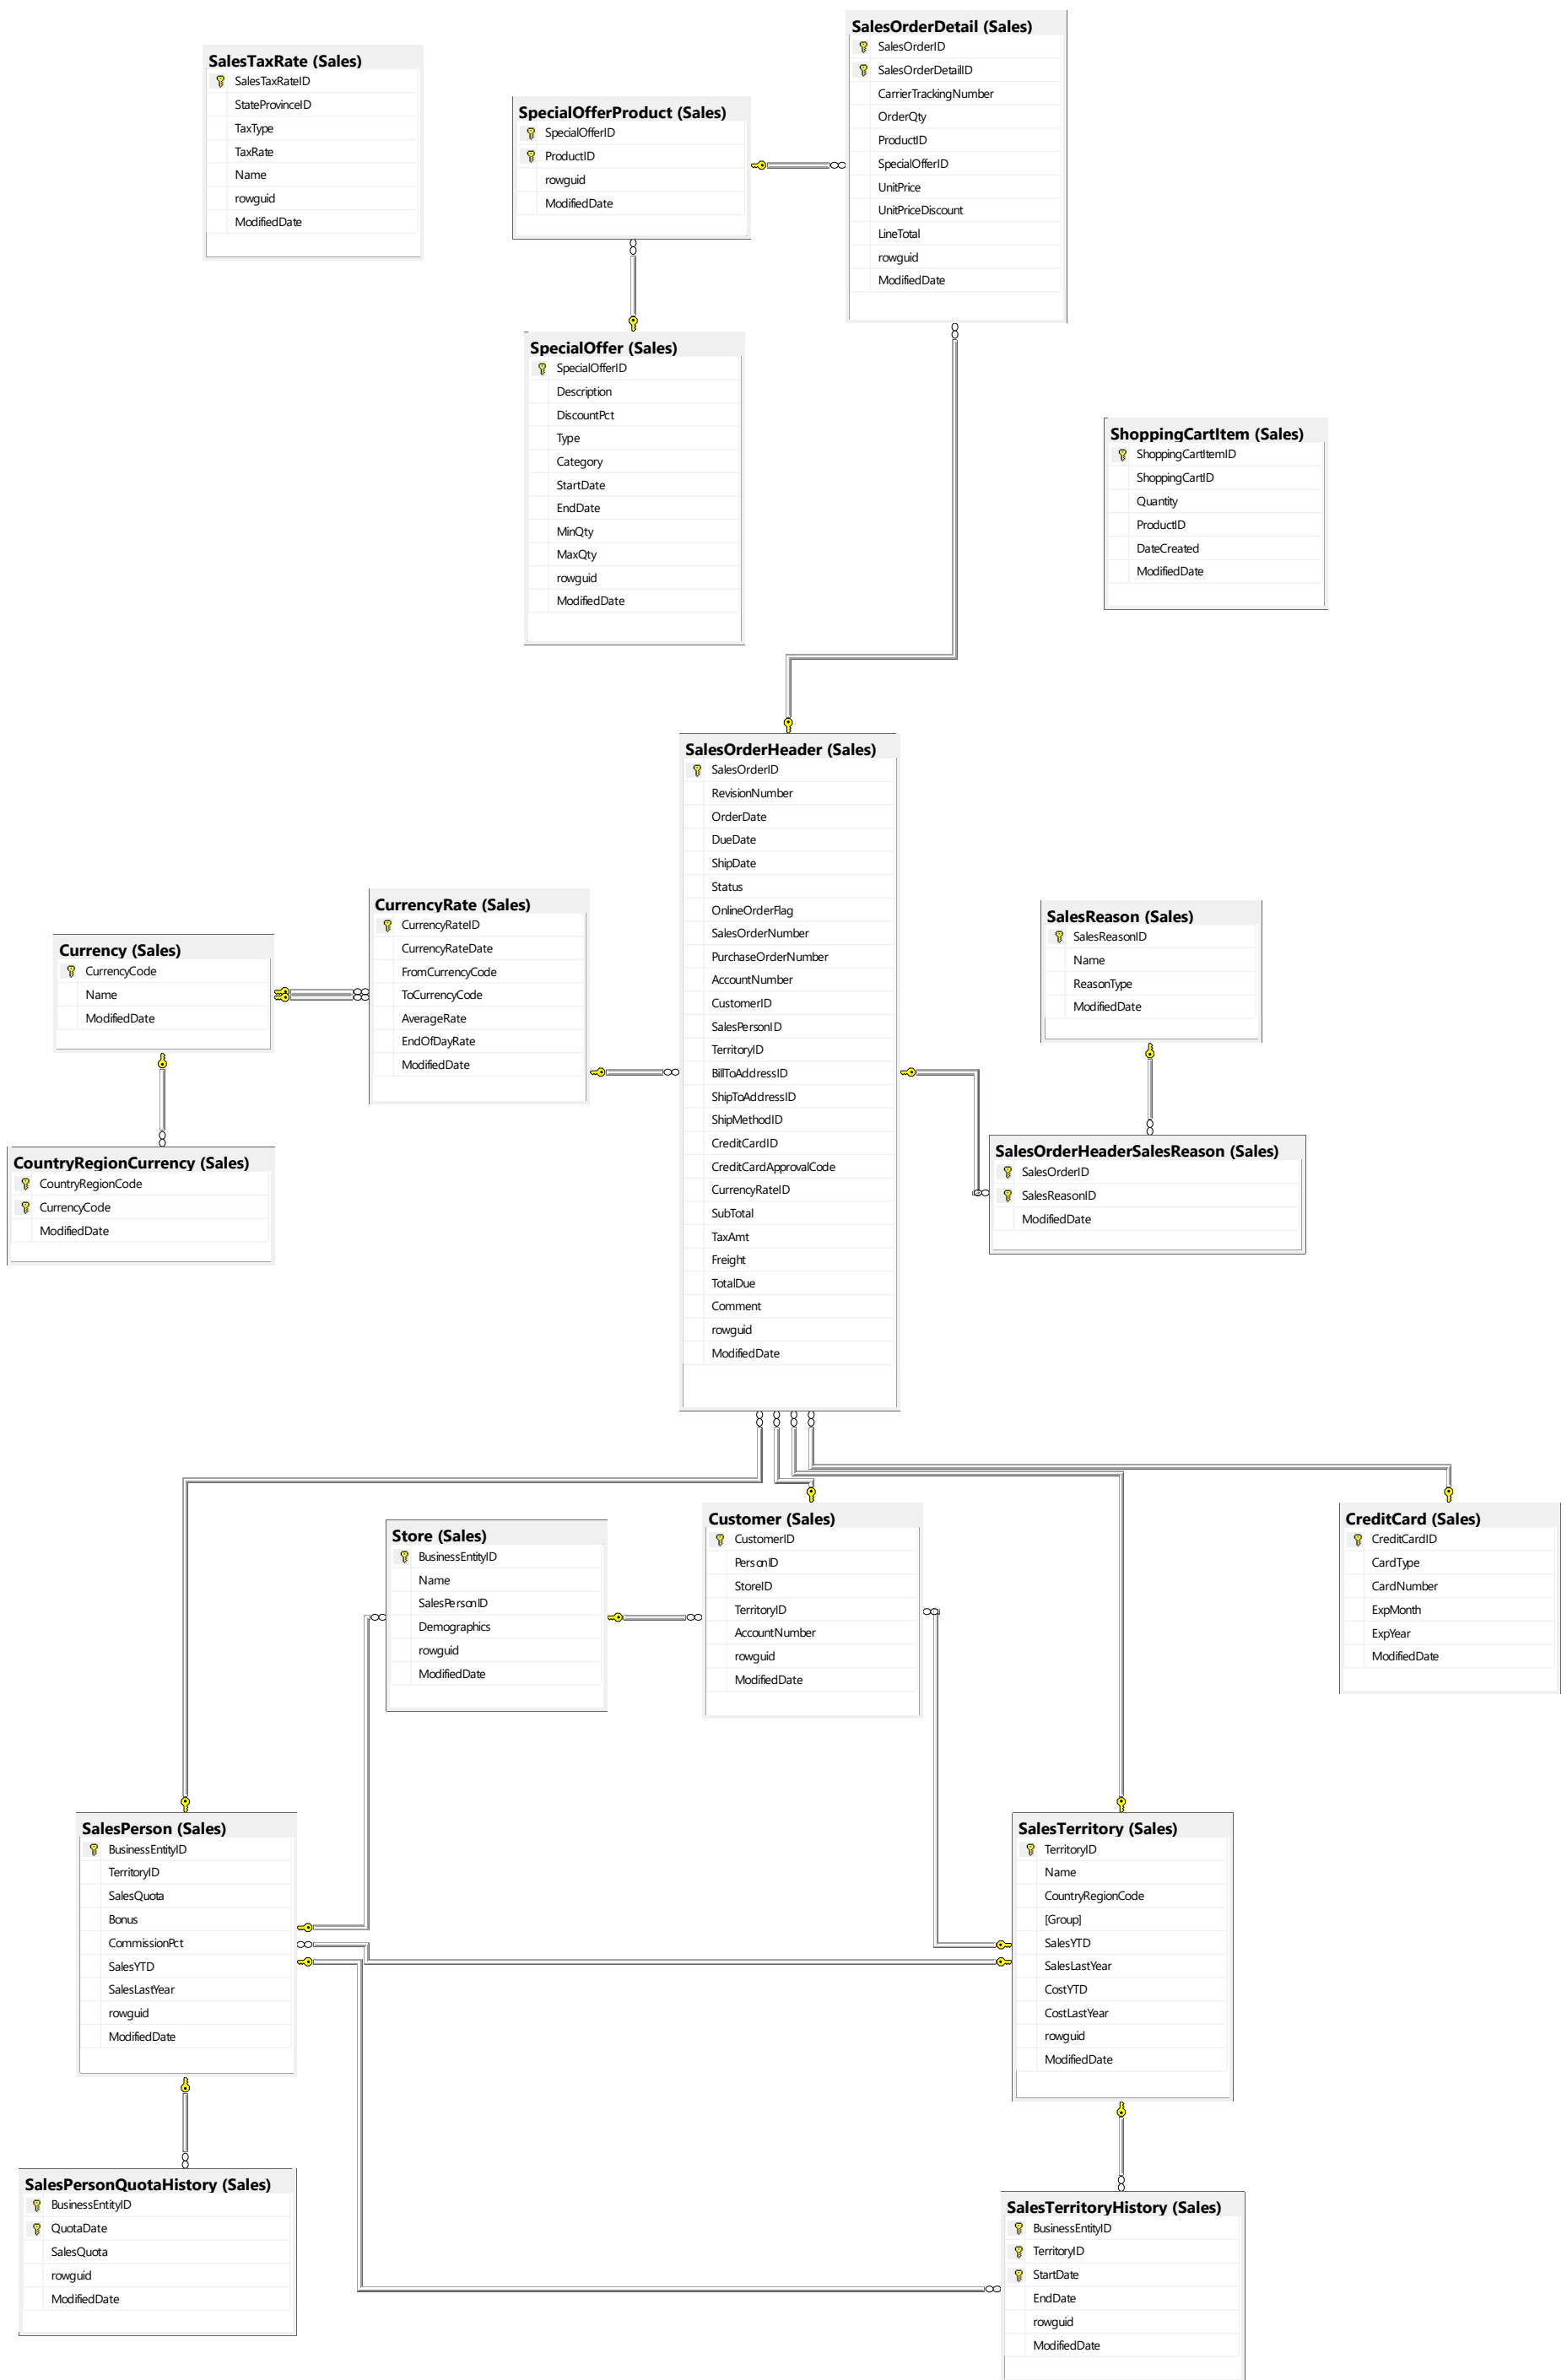 SalesOrderDetail (Sales)
SalesOrderID
SalesOrderDetailID
CarrierTrackingNumber
OrderQty
ProductID
SpecialOfferID
UnitPrice
UnitPriceDiscount
LineTotal
rowguid
ModifiedDate
SalesTaxRate (Sales)
SalesTaxRateID
StateProvinceID
TaxType
TaxRate
Name
rowguid
ModifiedDate
SpecialOfferProduct (Sales)
SpecialOfferID
ProductID
rowguid
ModifiedDate
SpecialOffer (Sales)
SpecialOfferID
Description
DiscountPct
Type
Category
StartDate
EndDate
MinQty
MaxQty
rowguid
ModifiedDate
ShoppingCartItem (Sales)
ShoppingCartItemID
ShoppingCartID
Quantity
ProductID
DateCreated
ModifiedDate
SalesOrderHeader (Sales)
SalesOrderID
RevisionNumber
OrderDate
DueDate
ShipDate
Status
OnlineOrderFlag
SalesOrderNumber
PurchaseOrderNumber
AccountNumber
CustomerID
SalesPersonID
TerritoryID
BillToAddressID
ShipToAddressID
ShipMethodID
CreditCardID
CreditCardApprovalCode
CurrencyRateID
SubTotal
TaxAmt
Freight
TotalDue
Comment
rowguid
ModifiedDate
CurrencyRate (Sales)
CurrencyRateID
CurrencyRateDate
FromCurrencyCode
ToCurrencyCode
AverageRate
EndOfDayRate
ModifiedDate
Currency (Sales)
CurrencyCode
Name
ModifiedDate
SalesReason (Sales)
SalesReasonID
Name
ReasonType
ModifiedDate
CountryRegionCurrency (Sales)
CountryRegionCode
CurrencyCode
ModifiedDate
SalesOrderHeaderSalesReason (Sales)
SalesOrderID
SalesReasonID
ModifiedDate
Store (Sales)
BusinessEntityID
Name
SalesPersonID
Demographics
rowguid
ModifiedDate
Customer (Sales)
CustomerID
PersonID
StoreID
TerritoryID
AccountNumber
rowguid
ModifiedDate
CreditCard (Sales)
CreditCardID
CardType
CardNumber
ExpMonth
ExpYear
ModifiedDate
SalesPerson (Sales)
BusinessEntityID
TerritoryID
SalesQuota
Bonus
CommissionPct
SalesYTD
SalesLastYear
rowguid
ModifiedDate
SalesTerritory (Sales)
TerritoryID
Name
CountryRegionCode
[Group]
SalesYTD
SalesLastYear
CostYTD
CostLastYear
rowguid
ModifiedDate
SalesPersonQuotaHistory (Sales)
BusinessEntityID
QuotaDate
SalesQuota
rowguid
ModifiedDate
SalesTerritoryHistory (Sales)
BusinessEntityID
TerritoryID
StartDate
EndDate
rowguid
ModifiedDate